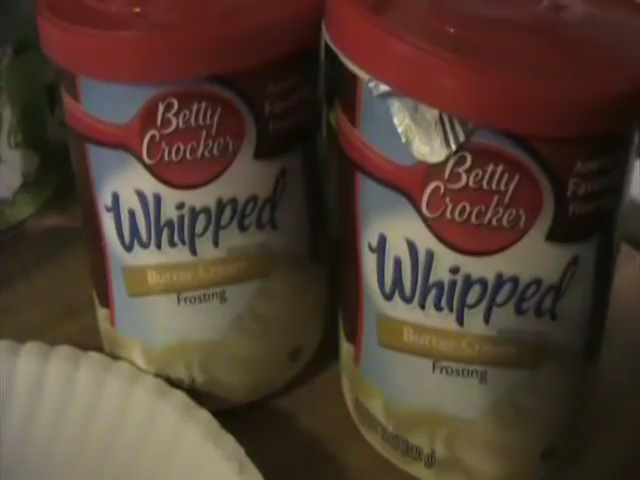 Betty
Crocker
Whipped
Butter Cream
Frosting
Betty
Crocker
Whipped
Butter Cream
Frosting